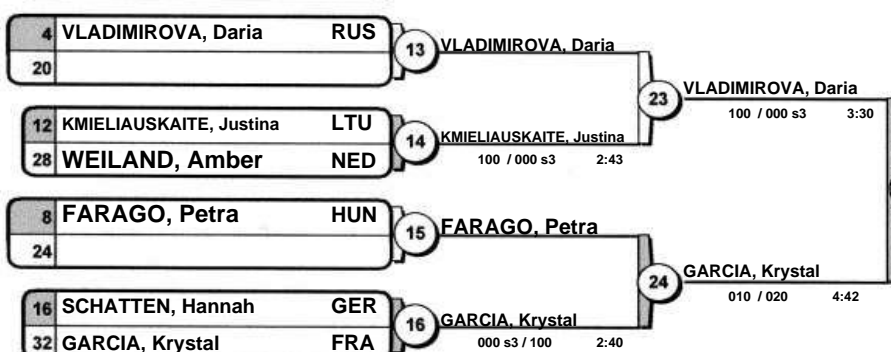 4 VLADIMIROVA, Daria RUS
20
13 VLADIMIROVA, Daria
12 KMIELIAUSKAITE, Justina LTU
28 WEILAND, Amber NED
14 KMIELIAUSKAITE, Justina
100 / 000 s3 2:43
23 VLADIMIROVA, Daria
100 / 000 s3 3:30
8 FARAGO, Petra HUN
24
15 FARAGO, Petra
16 SCHATTEN, Hannah GER
32 GARCIA, Krystal FRA
16 GARCIA, Krystal
000 s3 / 100 2:40
24 GARCIA, Krystal
010 / 020 4:42